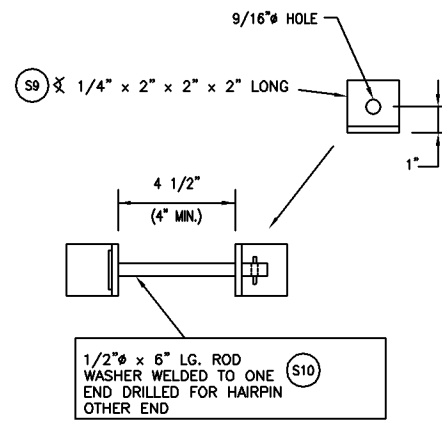 9/16"ø HOLE
S9 ∡ 1/4" x 2" x 2" x 2" LONG
1"
4 1/2"
(4" MIN.)
1/2"ø x 6" LG. ROD
WASHER WELDED TO ONE S10
END DRILLED FOR HAIRPIN
OTHER END